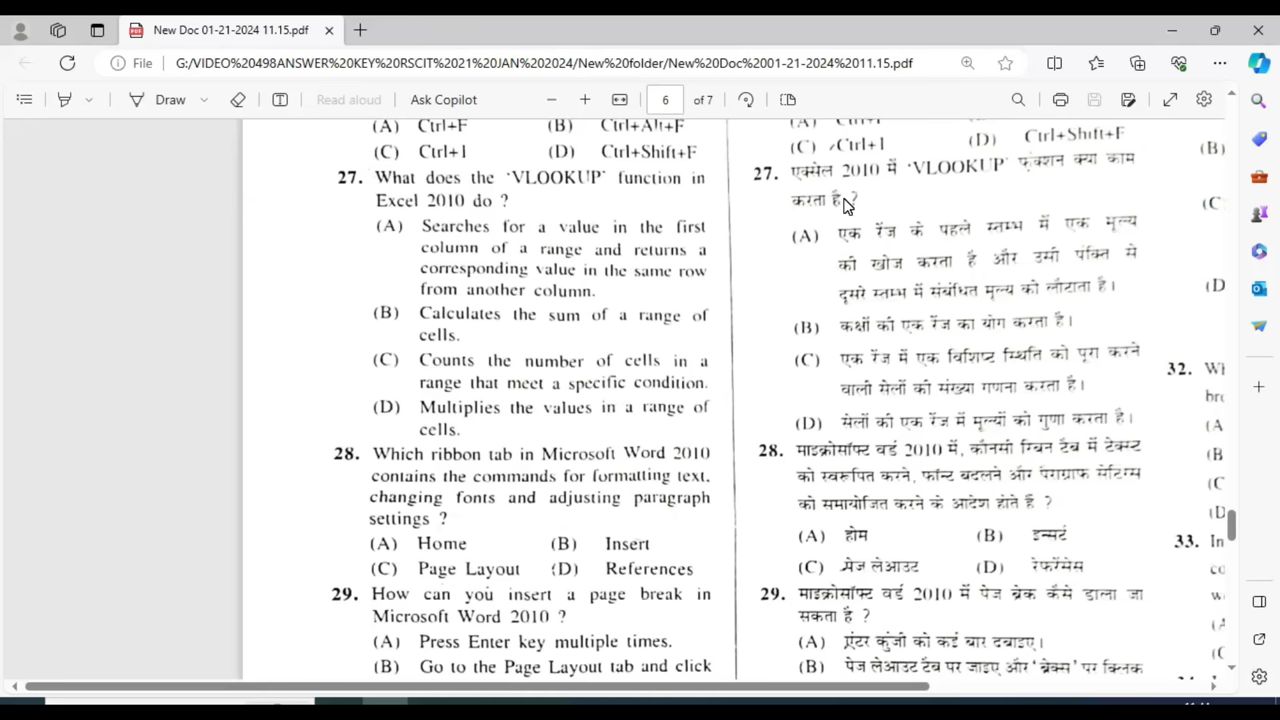 New Doc 01-21-2024 11.15.pdf
File G:/VIDEO%20498ANSWER%20KEY%20RSCIT%2021%20JAN%202024/New%20folder/New%20Doc%2001-21-2024%2011.15.pdf
Draw Read aloud Ask Copilot 6 of 7
(A) Ctrl+F (B) Ctrl+Alt+F
(C) Ctrl+1 (D) Ctrl+Shift+F
27. What does the 'VLOOKUP' function in
Excel 2010 do ?
(A) Searches for a value in the first
column of a range and returns a
corresponding value in the same row
from another column.
(B) Calculates the sum of a range of
cells.
(C) Counts the number of cells in a
range that meet a specific condition.
(D) Multiplies the values in a range of
cells.
28. Which ribbon tab in Microsoft Word 2010
contains the commands for formatting text,
changing fonts and adjusting paragraph
settings ?
(A) Home (B) Insert
(C) Page Layout (D) References
29. How can you insert a page break in
Microsoft Word 2010 ?
(A) Press Enter key multiple times.
(B) Go to the Page Layout tab and click
(C) Ctrl+1 (D) Ctrl+Shift+F
27. एक्सेल 2010 में 'VLOOKUP' फंक्शन क्या काम
करता है ?
(A) एक रेंज के पहले स्तम्भ में एक मूल्य
की खोज करता है और उसी पंक्ति से
दूसरे स्तम्भ में संबंधित मूल्य को लौटाता है।
(B) कक्षों की एक रेंज का योग करता है।
(C) एक रेंज में एक विशिष्ट स्थिति को पूरा करने
वाली सेलों की संख्या गणना करता है।
(D) सेलों की एक रेंज में मूल्यों को गुणा करता है।
28. माइक्रोसॉफ्ट वर्ड 2010 में, कौनसी रिबन टैब में टेक्स्ट
को स्वरूपित करने, फॉन्ट बदलने और पैराग्राफ सेटिंग्स
को समायोजित करने के आदेश होते हैं ?
(A) होम (B) इन्सर्ट
(C) पेज लेआउट (D) रेफरेंसेस
29. माइक्रोसॉफ्ट वर्ड 2010 में पेज ब्रेक कैसे डाला जा
सकता है ?
(A) एंटर कुंजी को कई बार दबाइए।
(B) पेज लेआउट टैब पर जाइए और 'ब्रेक्स' पर क्लिक
(B)
(C
(D
32. Wh
bro
(A
(B
(C
(D
33. In
co
w
(A
(C